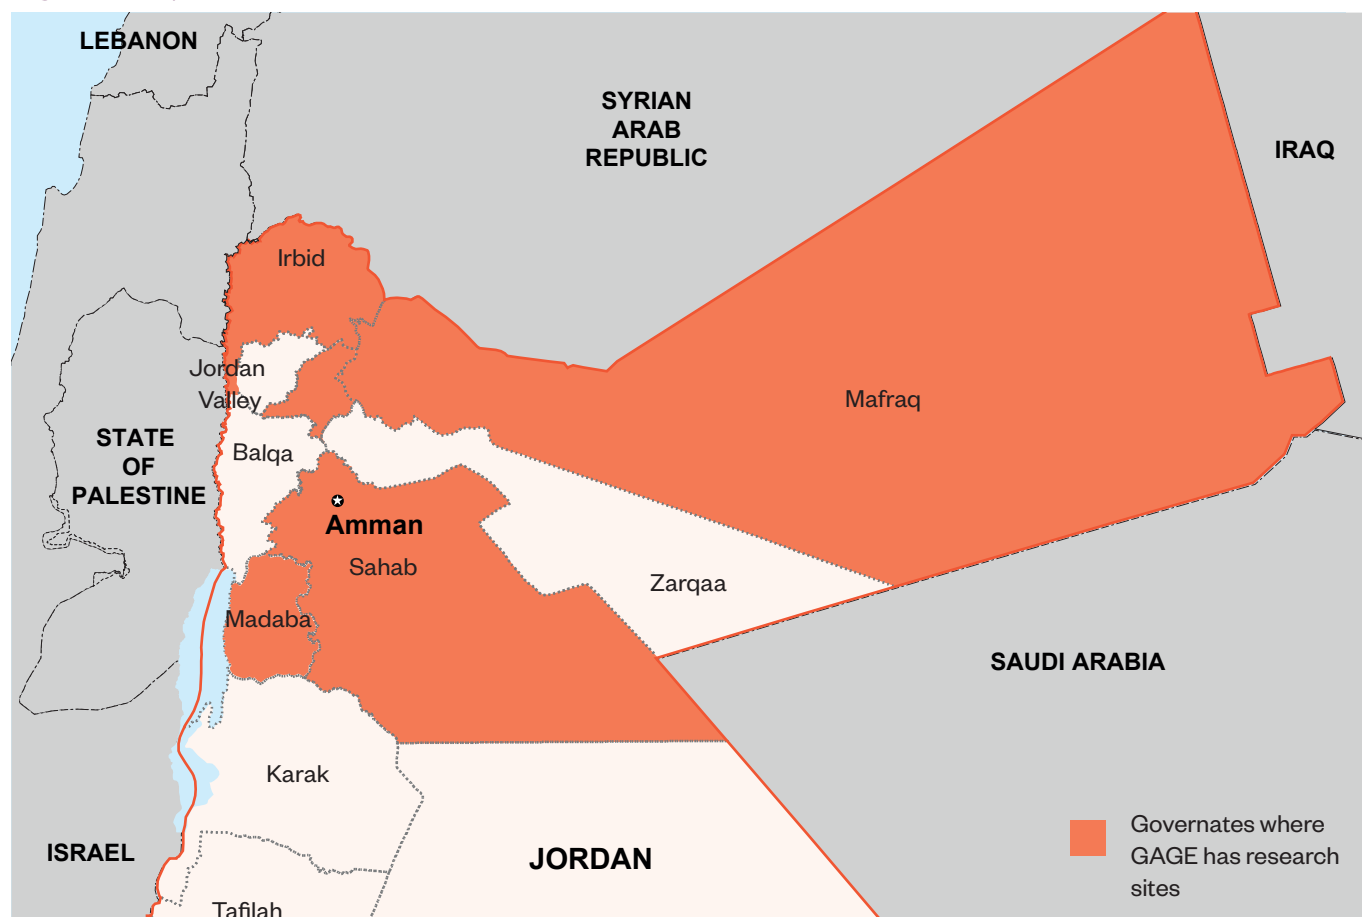 LEBANON
SYRIAN
ARAB
REPUBLIC
IRAQ
Irbid
Jordan
Valley
Mafraq
STATE
OF
PALESTINE
Balqa
Amman
Sahab
Zarqaa
Madaba
SAUDI ARABIA
Karak
ISRAEL
JORDAN
Governates where
GAGE has research
sites
Tafilah